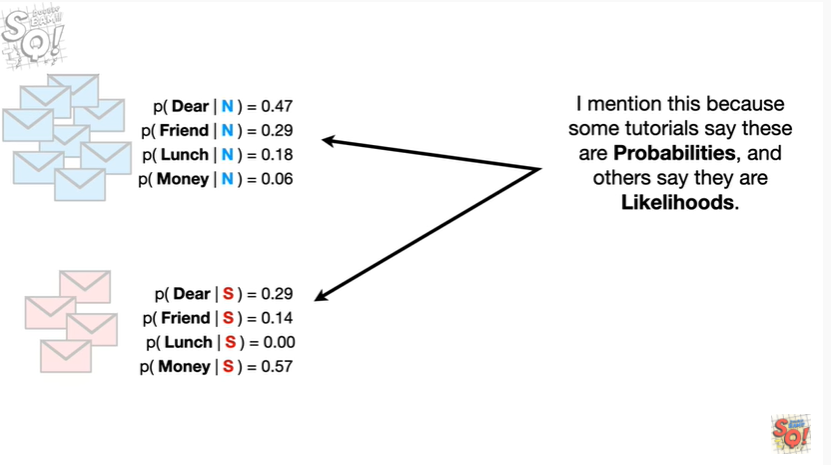 SQ!
p( Dear | N ) = 0.47
p( Friend | N ) = 0.29
p( Lunch | N ) = 0.18
p( Money | N ) = 0.06
I mention this because
some tutorials say these
are Probabilities, and
others say they are
Likelihoods.
p( Dear | S ) = 0.29
p( Friend | S ) = 0.14
p( Lunch | S ) = 0.00
p( Money | S ) = 0.57
SQ!